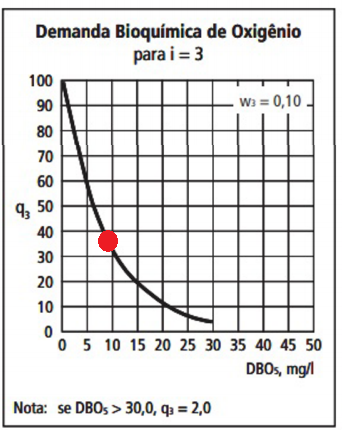 Demanda Bioquímica de Oxigênio
para i = 3
100
w₃ = 0,10
90
80
70
60
q₃ 50
40
30
20
10
0
0 5 10 15 20 25 30 35 40 45 50
DBO₅, mg/l
Nota: se DBO₅ > 30,0, q₃ = 2,0